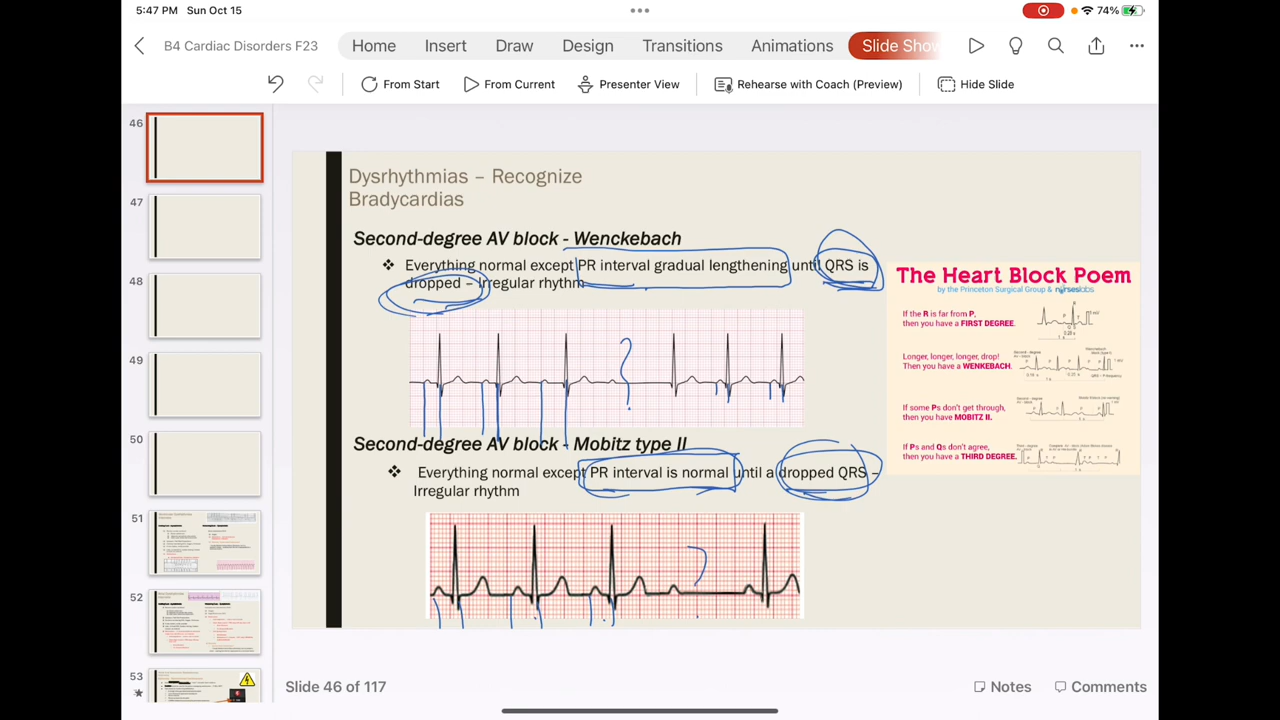 5:47 PM Sun Oct 15
74%
B4 Cardiac Disorders F23
Home Insert Draw Design Transitions Animations Slide Show
From Start From Current Presenter View Rehearse with Coach (Preview) Hide Slide
46
47
48
49
50
51
52
53
Dysrhythmias – Recognize
Bradycardias
Second-degree AV block - Wenckebach
❖ Everything normal except PR interval gradual lengthening until QRS is
dropped – Irregular rhythm
?
Second-degree AV block - Mobitz type II
❖ Everything normal except PR interval is normal until a dropped QRS –
Irregular rhythm
?
The Heart Block Poem
by the Princeton Surgical Group & nurseslabs
If the R is far from P,
then you have a FIRST DEGREE.
Longer, longer, longer, drop!
Then you have a WENKEBACH.
If some Ps don't get through,
then you have MOBITZ II.
If Ps and Qs don't agree,
then you have a THIRD DEGREE.
Slide 46 of 117
Notes Comments